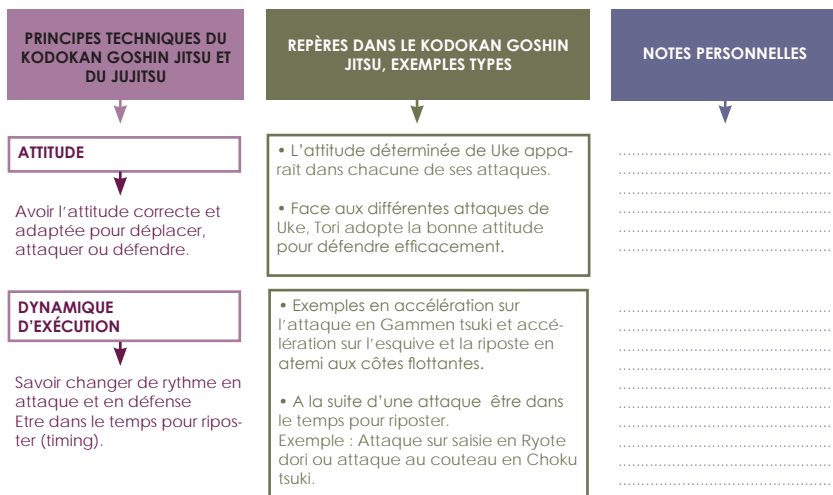 PRINCIPES TECHNIQUES DU
KODOKAN GOSHIN JITSU ET
DU JUJITSU
REPÈRES DANS LE KODOKAN GOSHIN
JITSU, EXEMPLES TYPES
NOTES PERSONNELLES
ATTITUDE
Avoir l'attitude correcte et
adaptée pour déplacer,
attaquer ou défendre.
• L'attitude déterminée de Uke appa-
raît dans chacune de ses attaques.
• Face aux différentes attaques de
Uke, Tori adopte la bonne attitude
pour défendre efficacement.
DYNAMIQUE
D'EXÉCUTION
Savoir changer de rythme en
attaque et en défense
Etre dans le temps pour ripos-
ter (timing).
• Exemples en accélération sur
l'attaque en Gammen tsuki et accé-
lération sur l'esquive et la riposte en
atemi aux côtes flottantes.
• A la suite d'une attaque être dans
le temps pour riposter.
Exemple : Attaque sur saisie en Ryote
dori ou attaque au couteau en Choku
tsuki.